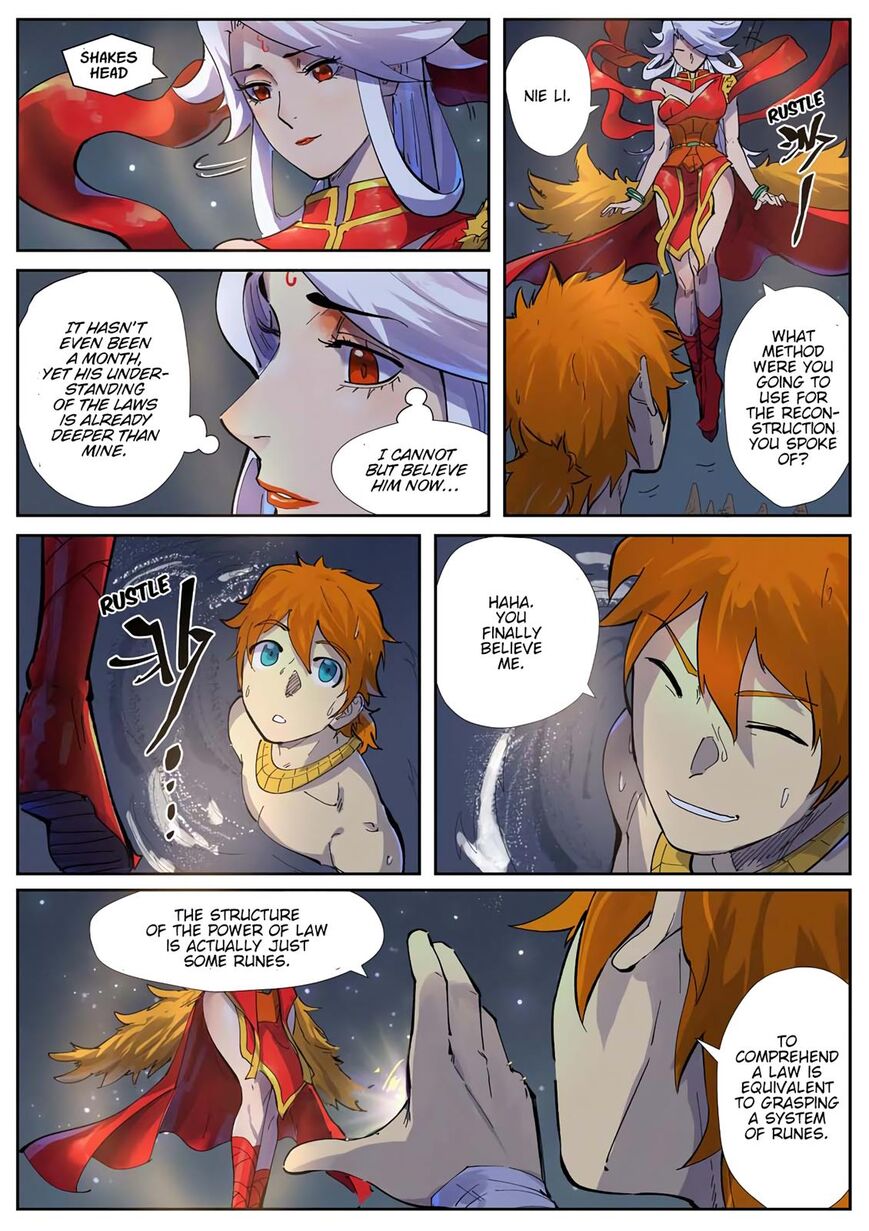 SHAKES
HEAD
IT HASN'T
EVEN BEEN
A MONTH,
YET HIS UNDER-
STANDING
OF THE LAWS
IS ALREADY
DEEPER THAN
MINE.
I CANNOT
BUT BELIEVE
HIM NOW...
NIE LI.
RUSTLE
WHAT
METHOD
WERE YOU
GOING TO
USE FOR
THE RECON-
STRUCTION
YOU SPOKE
OF?
RUSTLE
HAHA.
YOU
FINALLY
BELIEVE
ME.
THE STRUCTURE
OF THE POWER OF LAW
IS ACTUALLY JUST
SOME RUNES.
TO
COMPREHEND
A LAW IS
EQUIVALENT
TO GRASPING
A SYSTEM
OF RUNES.